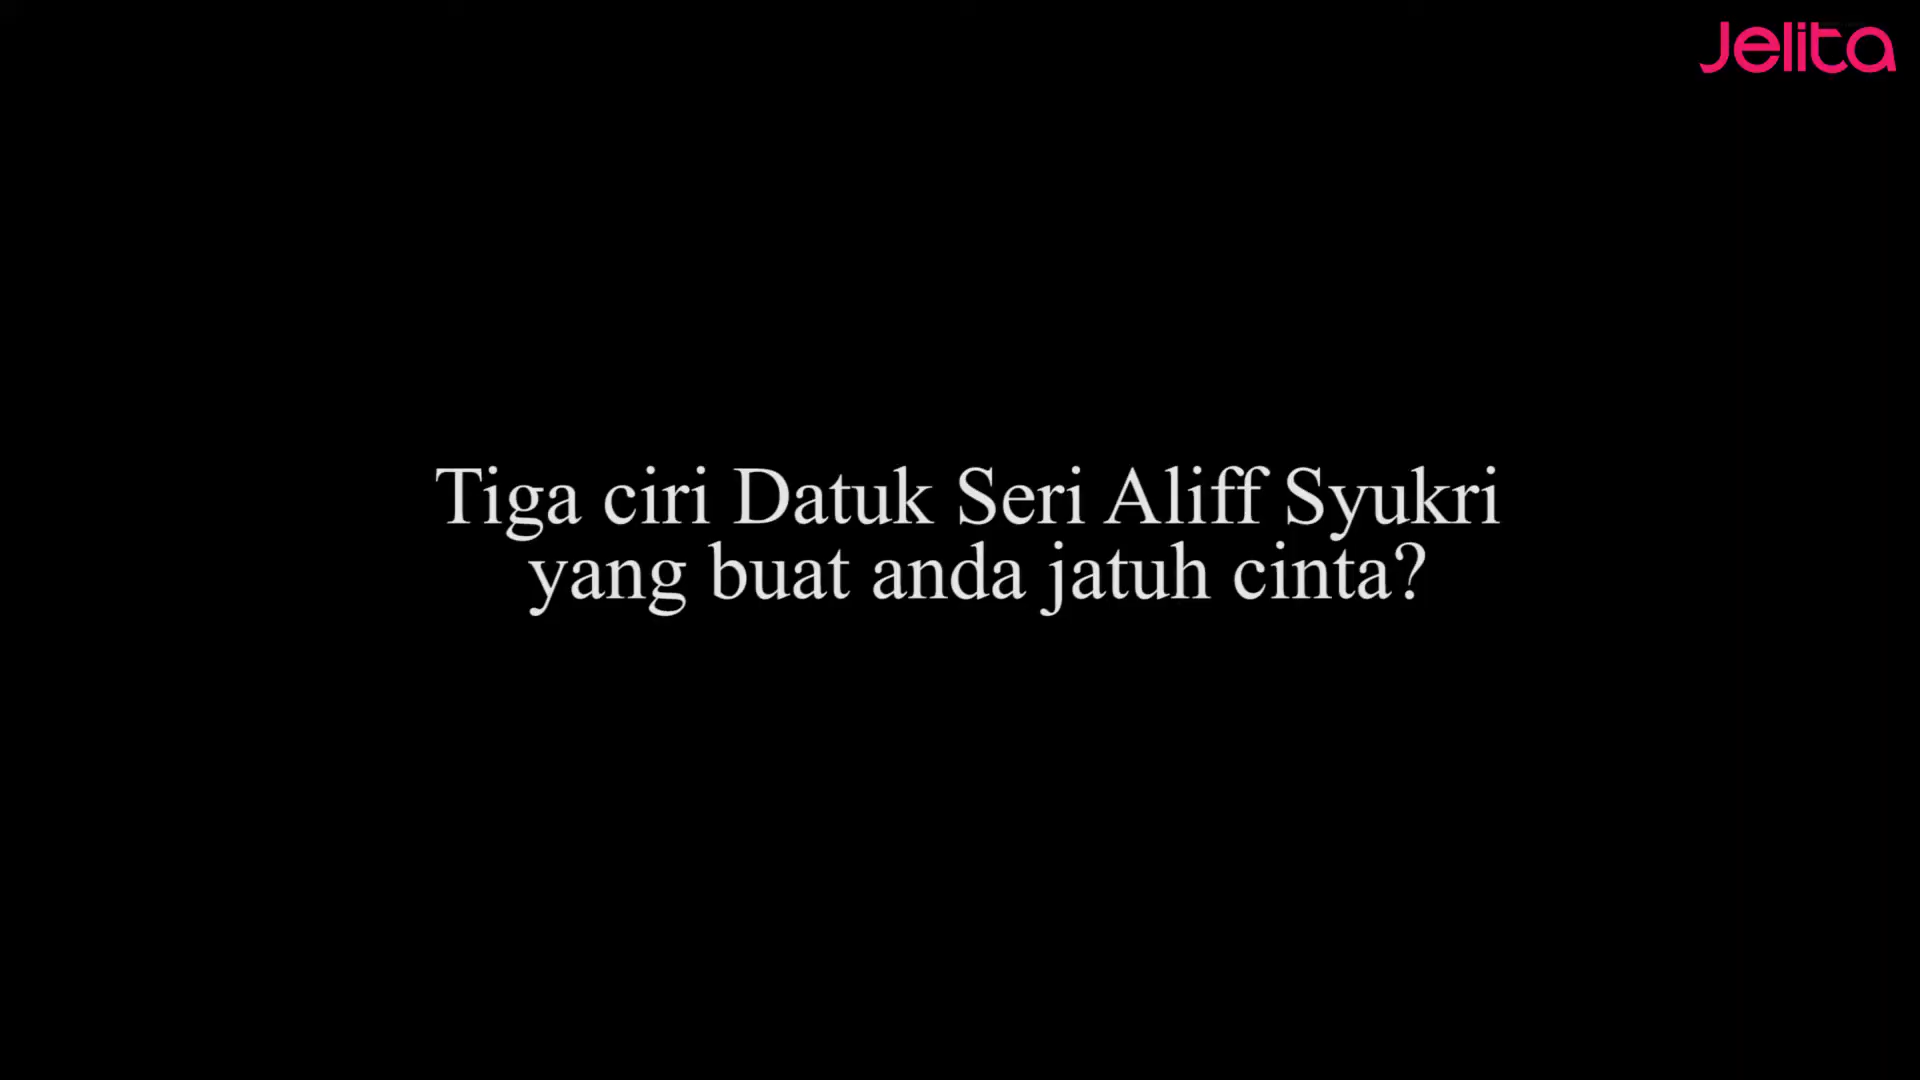 Jelita
Tiga ciri Datuk Seri Aliff Syukri
yang buat anda jatuh cinta?